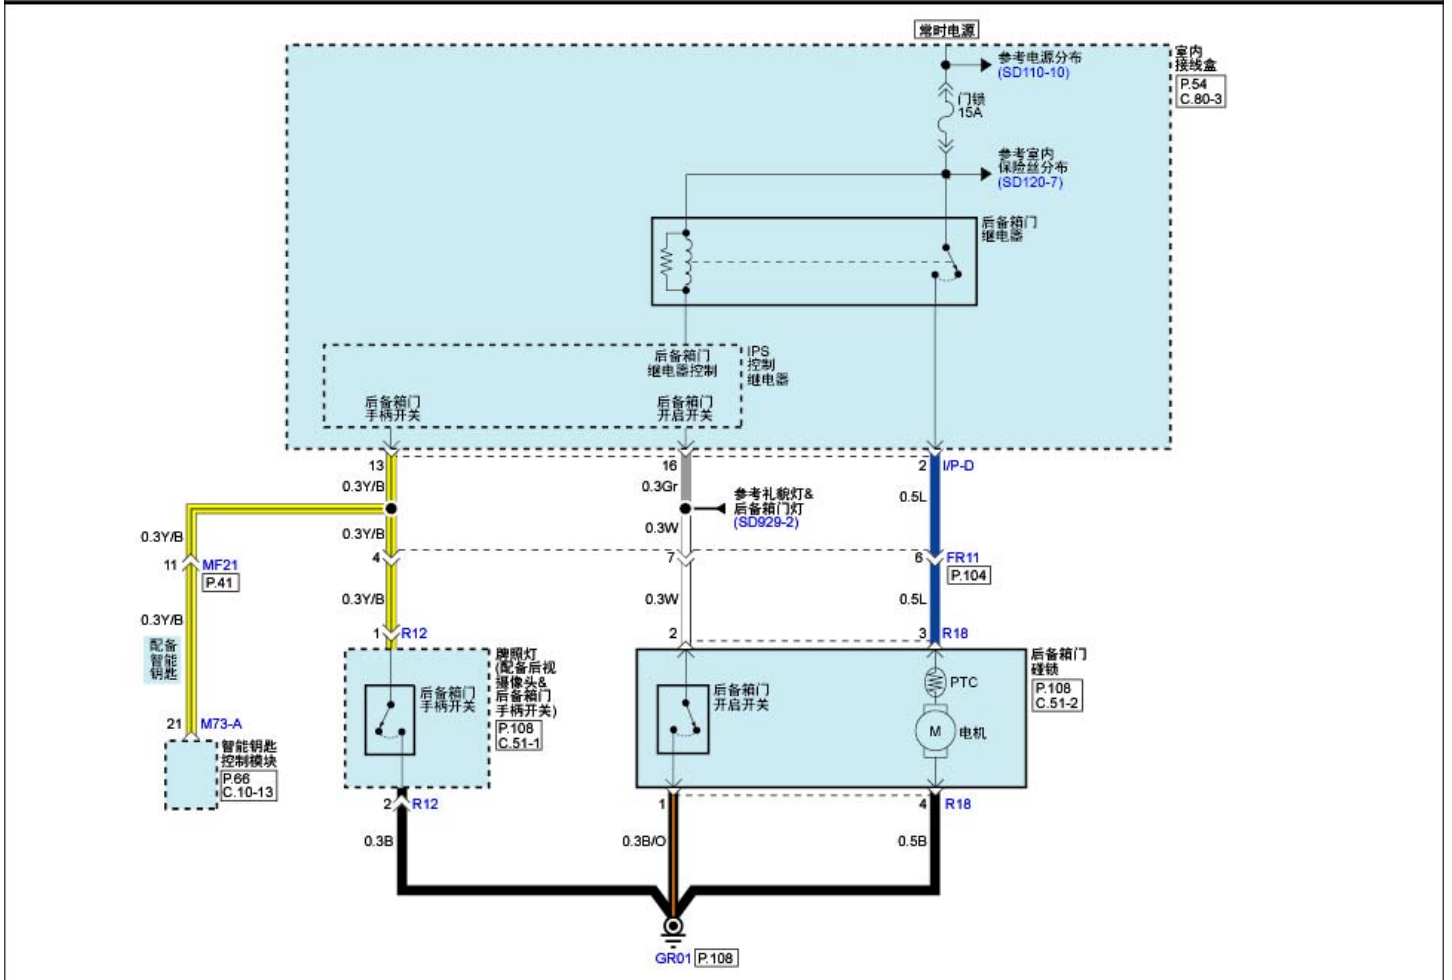 常时电源
参考电源分布
(SD110-10)
室内
接线盒
P.54
C.80-3
门锁
15A
参考室内
保险丝分布
(SD120-7)
后备箱门
继电器
后备箱门
继电器控制
IPS
控制
继电器
后备箱门
手柄开关
后备箱门
开启开关
13
16
2
I/P-D
0.3Y/B
0.3Gr
0.5L
参考礼貌灯&
后备箱门灯
(SD929-2)
0.3Y/B
0.3Y/B
0.3W
11
MF21
P.41
4
7
6
FR11
P.104
0.3Y/B
0.3Y/B
0.3W
0.5L
配备
智能
钥匙
1
R12
2
3
R18
牌照灯
(配备后视
摄像头&
后备箱门
手柄开关)
P.108
C.51-1
后备箱门
碰锁
P.108
C.51-2
后备箱门
手柄开关
后备箱门
开启开关
PTC
M
电机
21
M73-A
智能钥匙
控制模块
P.66
C.10-13
2
R12
1
4
R18
0.3B
0.3B/O
0.5B
GR01
P.108